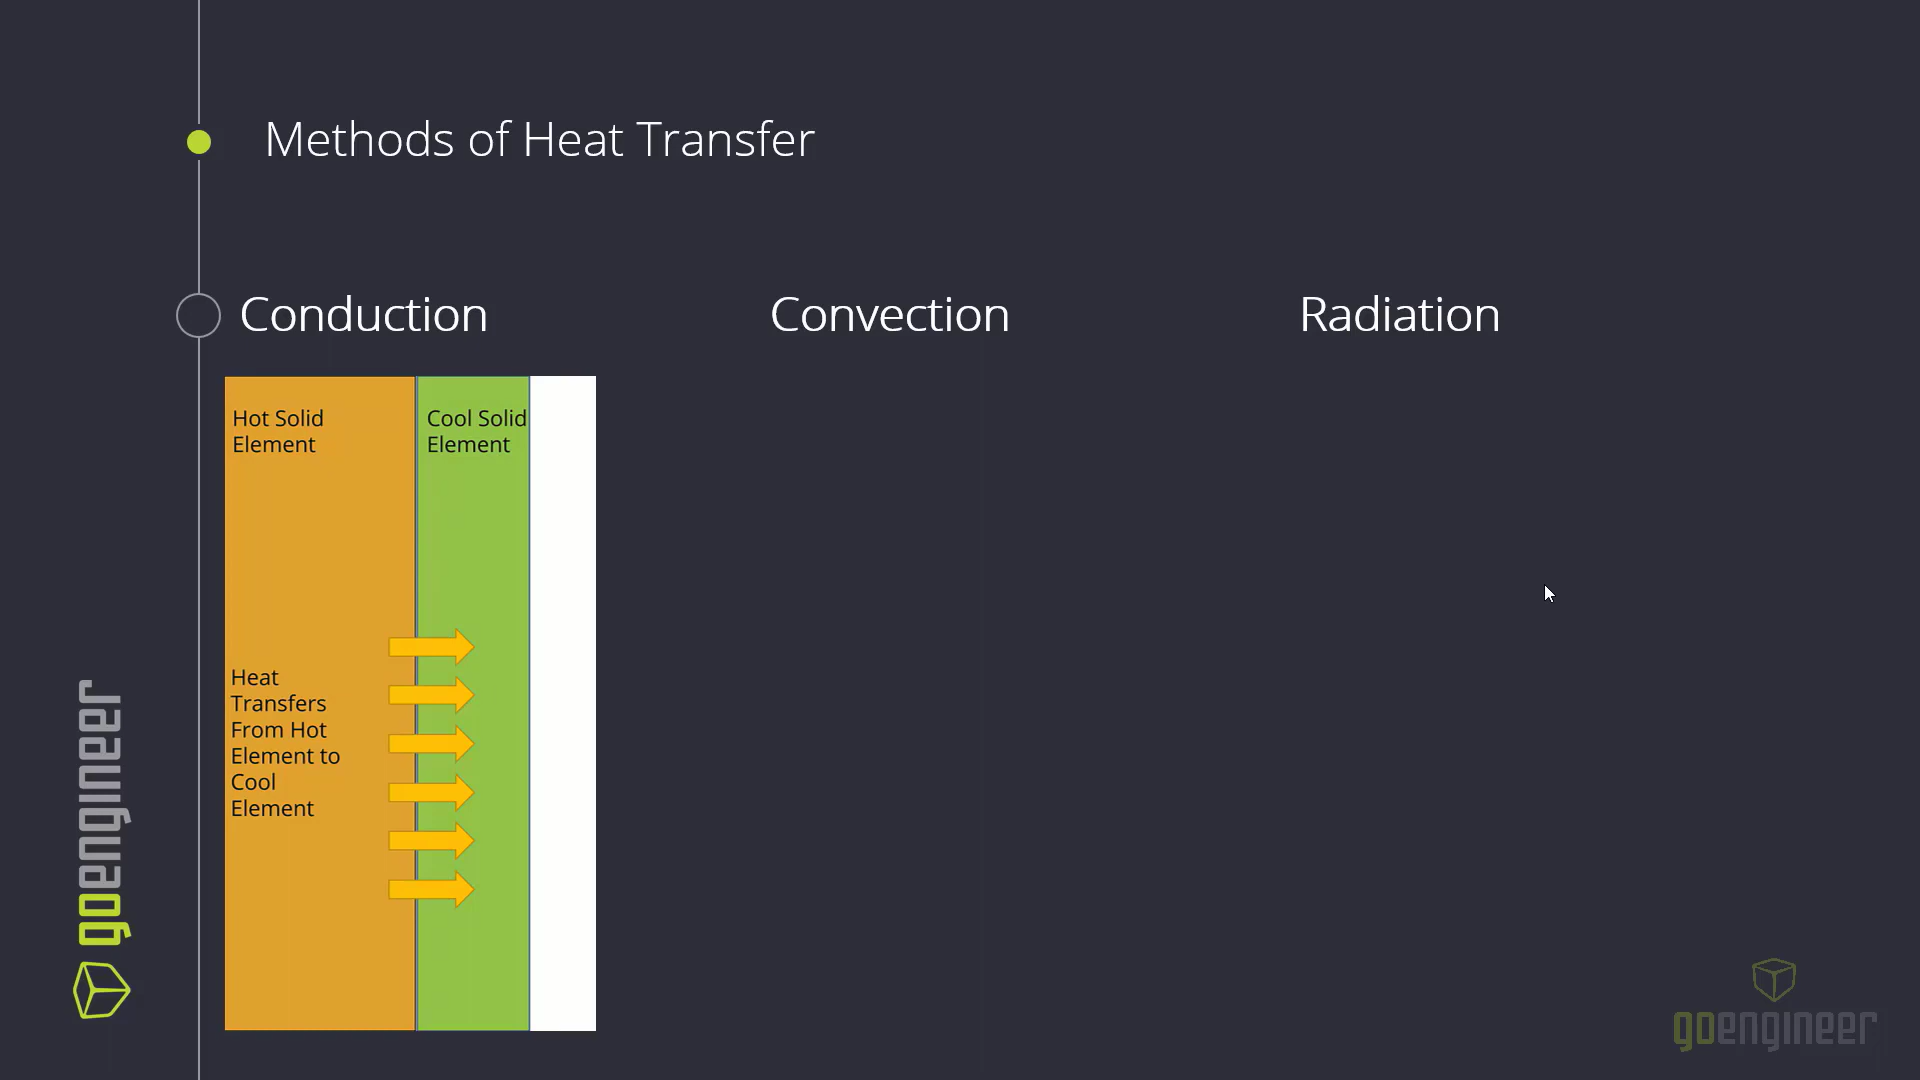 Methods of Heat Transfer
Conduction
Convection
Radiation
Hot Solid
Element
Cool Solid
Element
Heat
Transfers
From Hot
Element to
Cool
Element
goengineer
goengineer